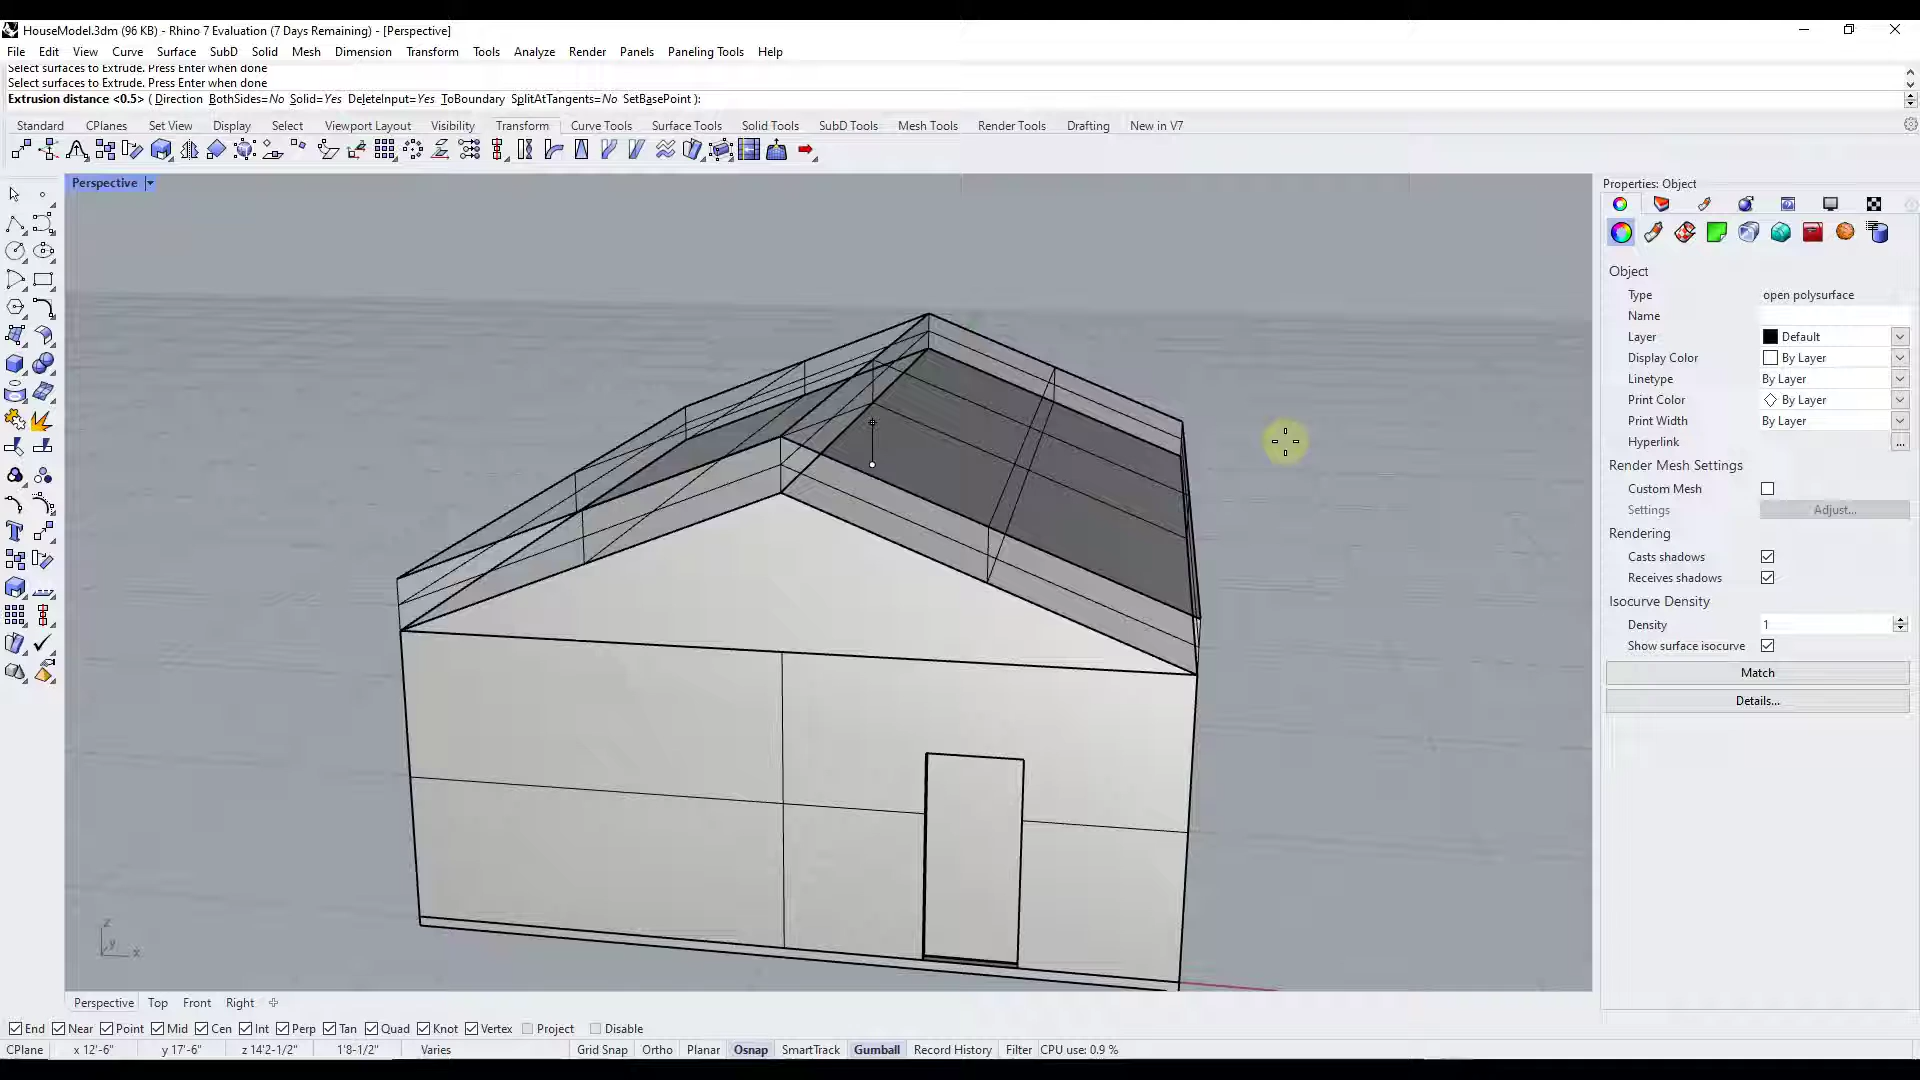 HouseModel.3dm (96 KB) - Rhino 7 Evaluation (7 Days Remaining) - [Perspective]
File Edit View Curve Surface SubD Solid Mesh Dimension Transform Tools Analyze Render Panels Paneling Tools Help
Select surfaces to Extrude. Press Enter when done
Select surfaces to Extrude. Press Enter when done
Extrusion distance <0.5> ( Direction BothSides=No Solid=Yes DeleteInput=Yes ToBoundary SplitAtTangents=No SetBasePoint ):
Standard CPlanes Set View Display Select Viewport Layout Visibility Transform Curve Tools Surface Tools Solid Tools SubD Tools Mesh Tools Render Tools Drafting New in V7
Perspective
Properties: Object
Object
Type open polysurface
Name
Layer Default
Display Color By Layer
Linetype By Layer
Print Color By Layer
Print Width By Layer
Hyperlink ...
Render Mesh Settings
Custom Mesh
Settings Adjust...
Rendering
Casts shadows
Receives shadows
Isocurve Density
Density 1
Show surface isocurve
Match
Details...
z
y
x
Perspective Top Front Right
End Near Point Mid Cen Int Perp Tan Quad Knot Vertex Project Disable
CPlane x 12'-6" y 17'-6" z 14'2-1/2" 1'8-1/2" Varies Grid Snap Ortho Planar Osnap SmartTrack Gumball Record History Filter CPU use: 0.9 %